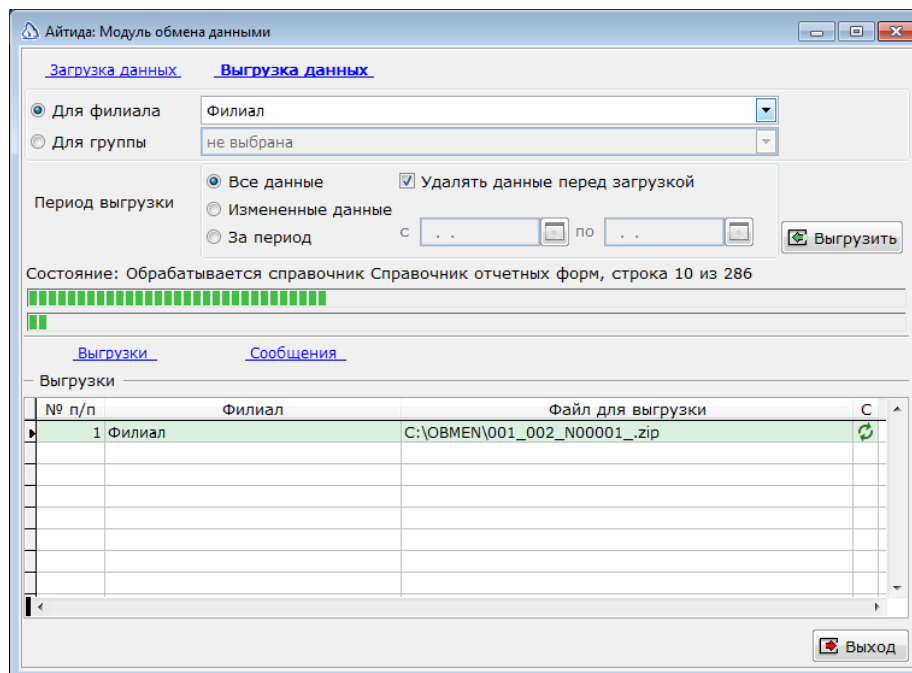 Айтида: Модуль обмена данными
Загрузка данных Выгрузка данных
Для филиала Филиал
Для группы не выбрана
Период выгрузки
Все данные Удалять данные перед загрузкой
Измененные данные
За период с . . по . .
Выгрузить
Состояние: Обрабатывается справочник Справочник отчетных форм, строка 10 из 286
Выгрузки Сообщения
Выгрузки
№ п/п Филиал Файл для выгрузки С
1 Филиал C:\OBMEN\001_002_N00001_.zip
Выход